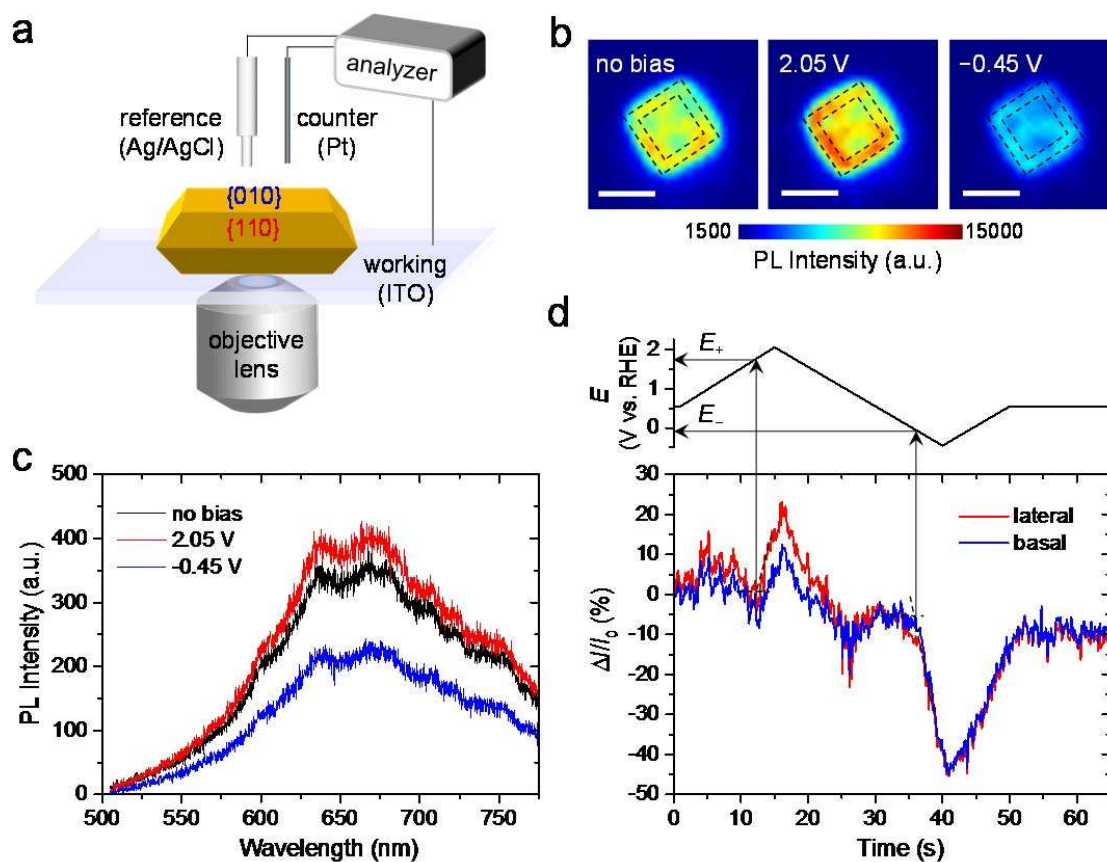 a
analyzer
reference
(Ag/AgCl)
counter
(Pt)
{010}
{110}
working
(ITO)
objective
lens
b
no bias
2.05 V
−0.45 V
1500
15000
PL Intensity (a.u.)
c
500
400
300
200
100
0
PL Intensity (a.u.)
no bias
2.05 V
-0.45 V
500 550 600 650 700 750
Wavelength (nm)
d
E
(V vs. RHE)
2
1
0
E+
E−
30
25
20
10
0
-10
-20
-30
-40
-50
ΔI/I0 (%)
lateral
basal
0 10 20 30 40 50 60
Time (s)